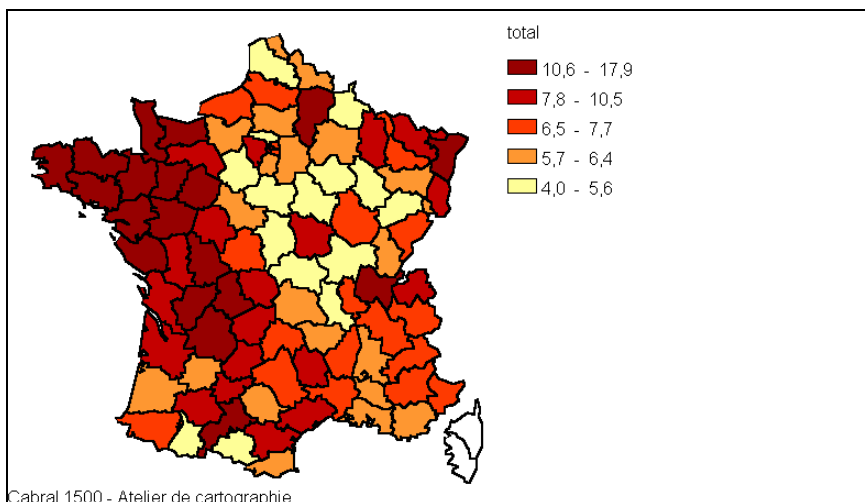 total
10,6 - 17,9
7,8 - 10,5
6,5 - 7,7
5,7 - 6,4
4,0 - 5,6
Cabral 1500 - Atelier de cartographie